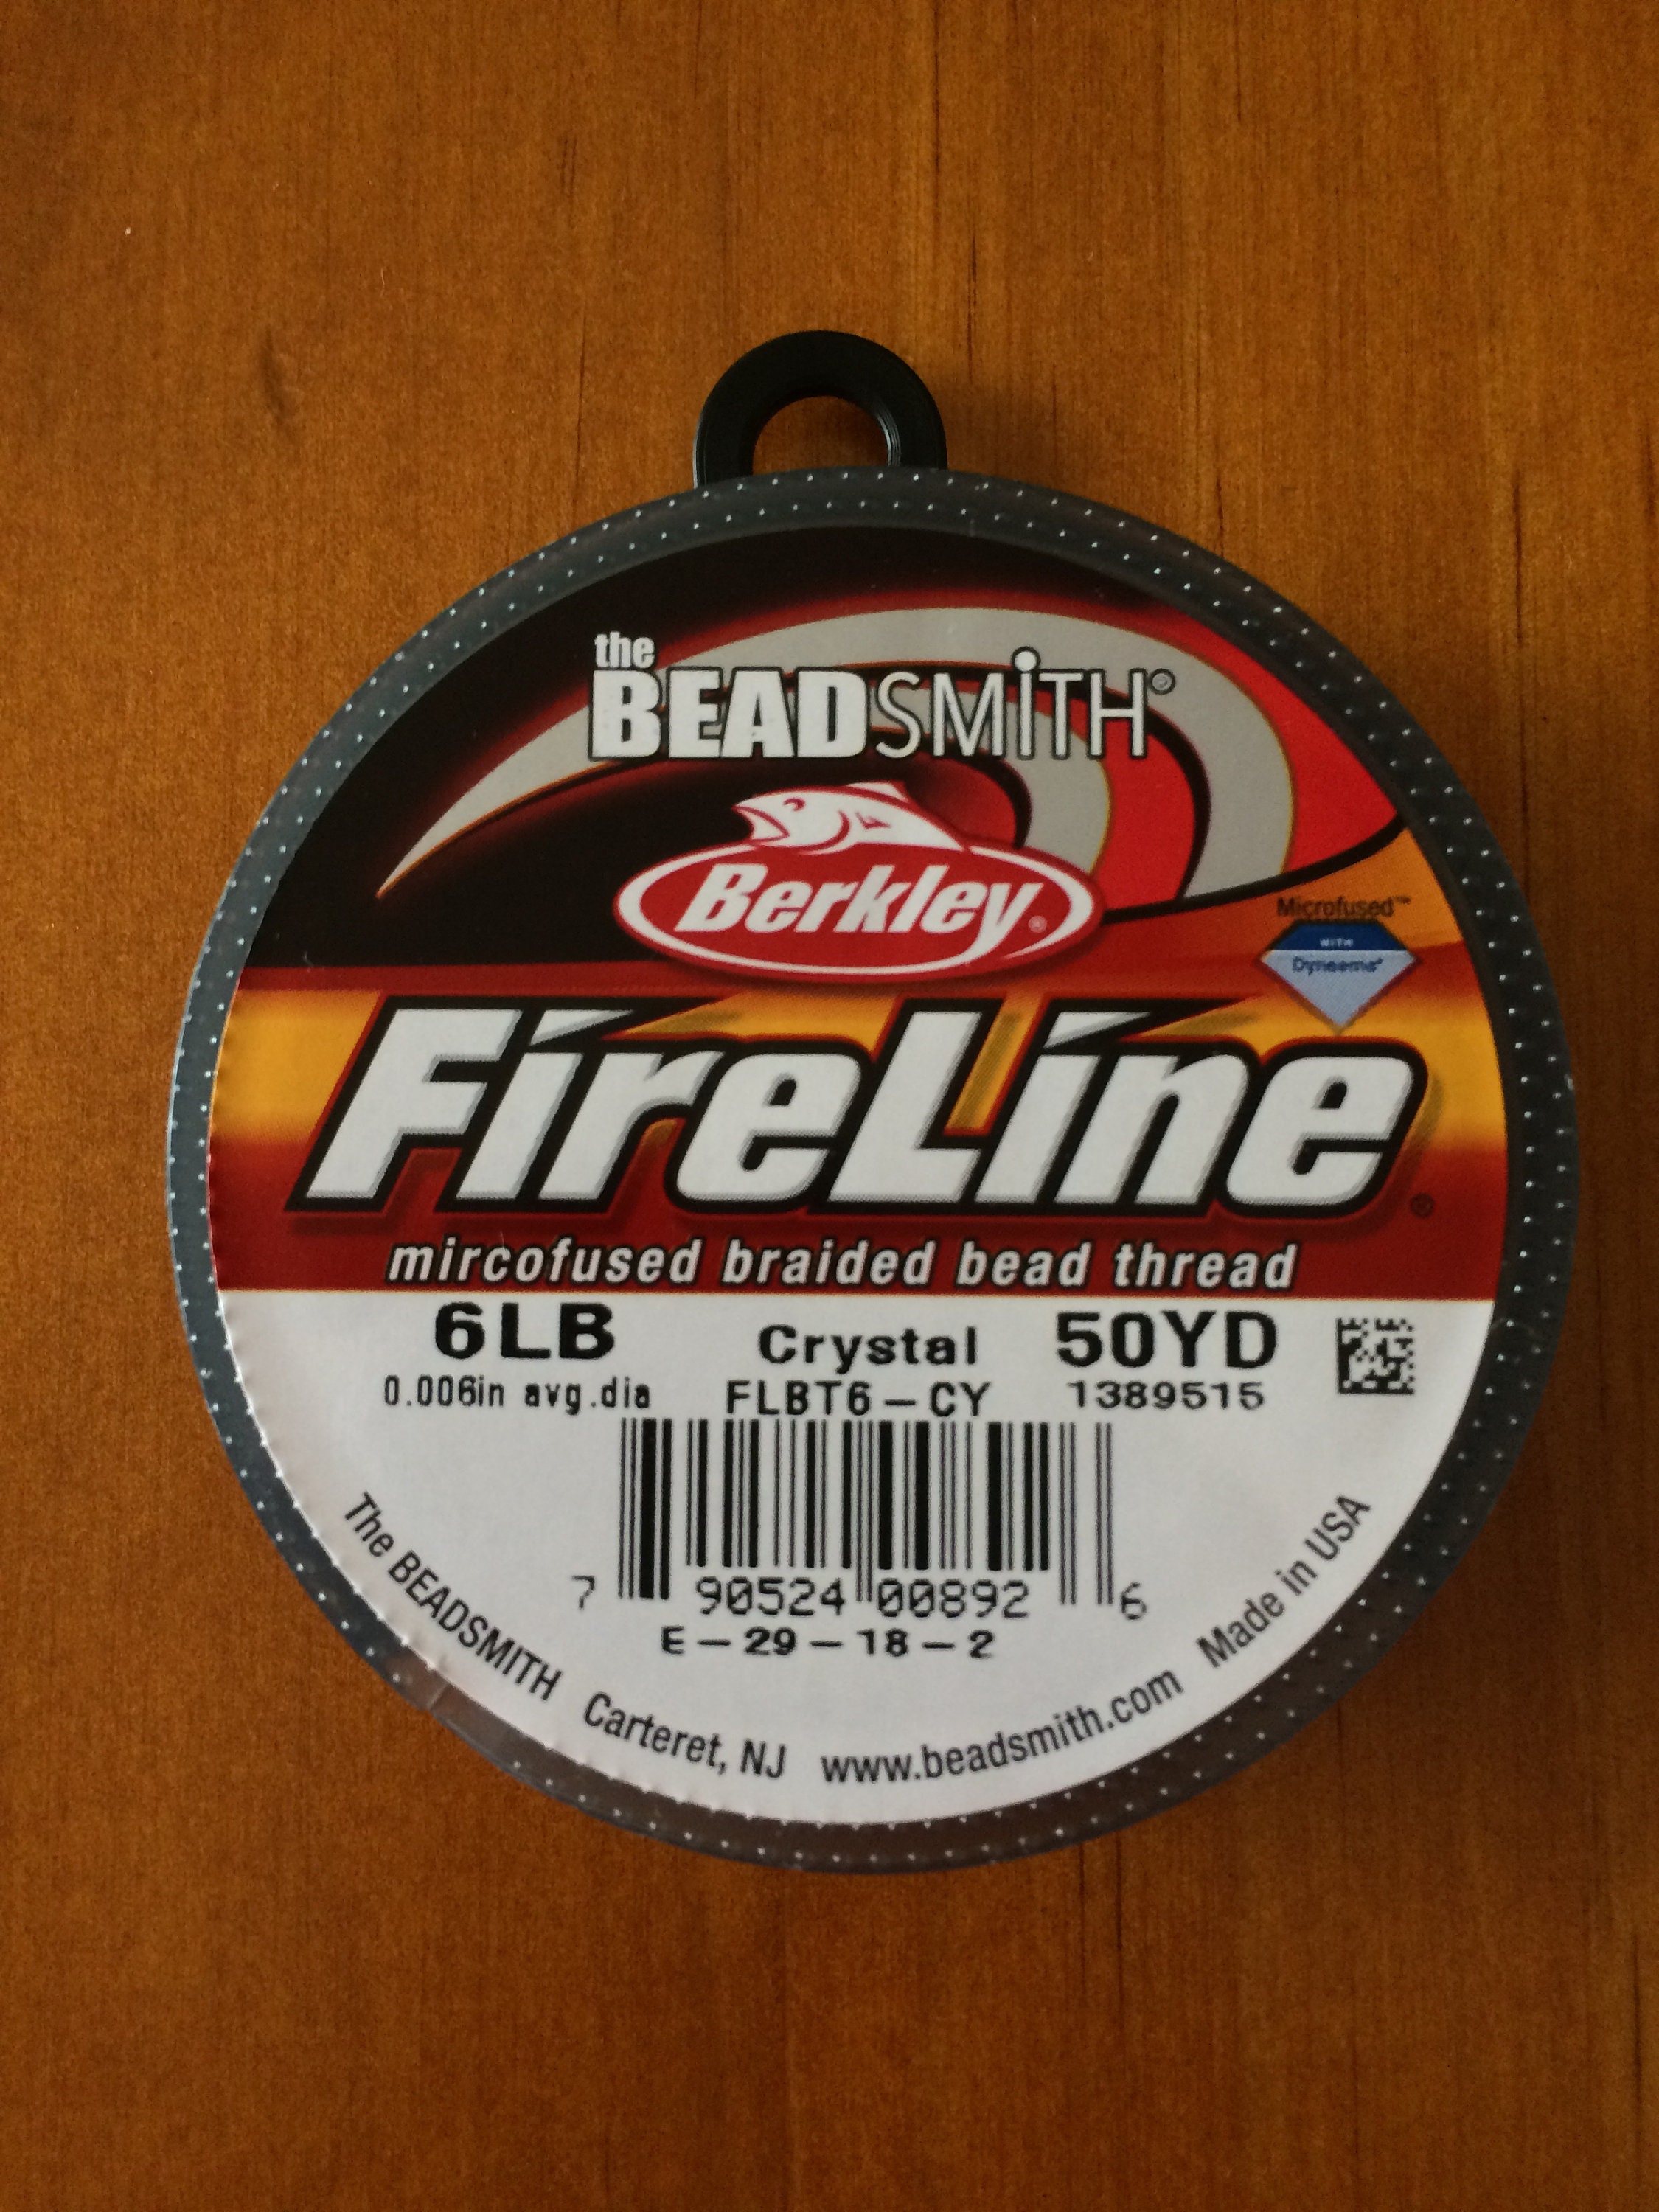 the
BEADSMiTH®
Berkley®
Microfused™
WITH
Dyneema®
FireLine®
mircofused braided bead thread
6LB Crystal 50YD
0.006in avg.dia FLBT6-CY 1389515
7 90524 00892 6
E-29-18-2
The BEADSMITH Carteret, NJ www.beadsmith.com Made in USA